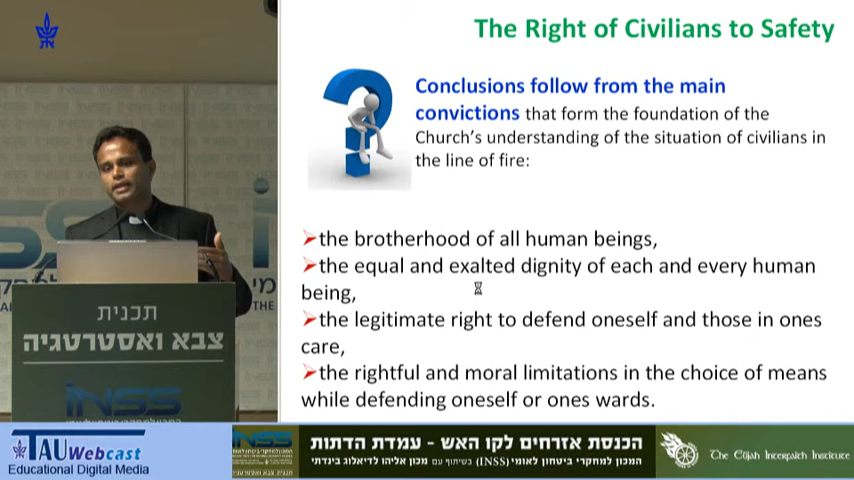 The Right of Civilians to Safety
Conclusions follow from the main
convictions that form the foundation of the
Church's understanding of the situation of civilians in
the line of fire:
➢the brotherhood of all human beings,
➢the equal and exalted dignity of each and every human
being,
➢the legitimate right to defend oneself and those in ones
care,
➢the rightful and moral limitations in the choice of means
while defending oneself or ones wards.
THE
תכנית
צבא ואסטרטגיה
iNSS
TAU Webcast
Educational Digital Media
iNSS
הכנסת אזרחים לקו האש - עמדת הדתות
המכון למחקרי ביטחון לאומי (INSS) בשיתוף עם מכון אליהו לדיאלוג בינדתי
The Elijah Interfaith Institute